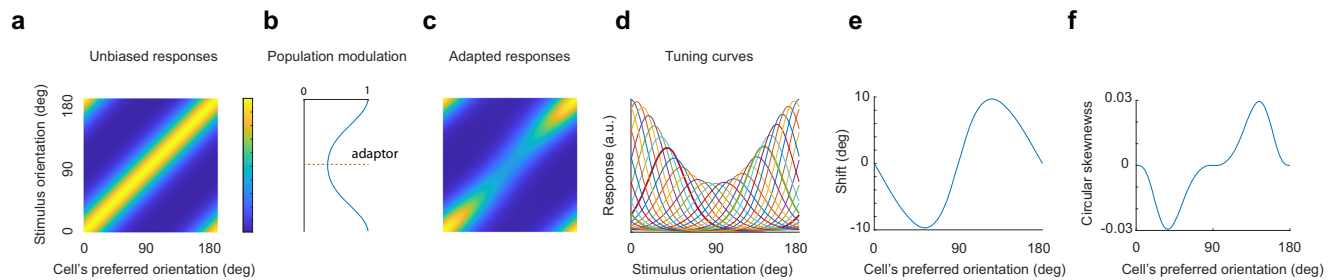 a
Unbiased responses
Stimulus orientation (deg)
180
90
0
0 90 180
Cell's preferred orientation (deg)
b
Population modulation
0 1
adaptor
c
Adapted responses
d
Tuning curves
Response (a.u.)
0 90 180
Stimulus orientation (deg)
e
Shift (deg)
10
0
-10
0 90 180
Cell's preferred orientation (deg)
f
Circular skewnewss
0.03
0
-0.03
0 90 180
Cell's preferred orientation (deg)